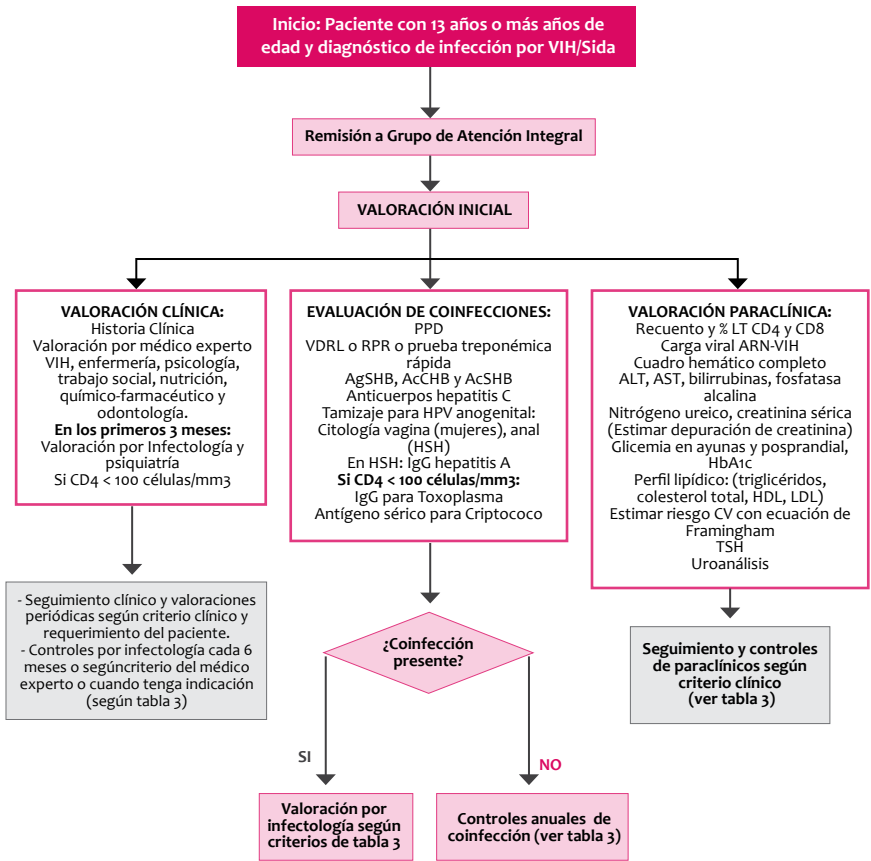 Inicio: Paciente con 13 años o más años de
edad y diagnóstico de infección por VIH/Sida
Remisión a Grupo de Atención Integral
VALORACIÓN INICIAL
VALORACIÓN CLÍNICA:
Historia Clínica
Valoración por médico experto
VIH, enfermería, psicología,
trabajo social, nutrición,
químico-farmacéutico y
odontología.
En los primeros 3 meses:
Valoración por Infectología y
psiquiatría
Si CD4 < 100 células/mm3
EVALUACIÓN DE COINFECCIONES:
PPD
VDRL o RPR o prueba treponémica
rápida
AgSHB, AcCHB y AcSHB
Anticuerpos hepatitis C
Tamizaje para HPV anogenital:
Citología vagina (mujeres), anal
(HSH)
En HSH: IgG hepatitis A
Si CD4 < 100 células/mm3:
IgG para Toxoplasma
Antígeno sérico para Criptococo
VALORACIÓN PARACLÍNICA:
Recuento y % LT CD4 y CD8
Carga viral ARN-VIH
Cuadro hemático completo
ALT, AST, bilirrubinas, fosfatasa
alcalina
Nitrógeno ureico, creatinina sérica
(Estimar depuración de creatinina)
Glicemia en ayunas y posprandial,
HbA1c
Perfil lipídico: (triglicéridos,
colesterol total, HDL, LDL)
Estimar riesgo CV con ecuación de
Framingham
TSH
Uroanálisis
- Seguimiento clínico y valoraciones
periódicas según criterio clínico y
requerimiento del paciente.
- Controles por infectología cada 6
meses o segúncriterio del médico
experto o cuando tenga indicación
(según tabla 3)
¿Coinfección
presente?
Seguimiento y controles
de paraclínicos según
criterio clínico
(ver tabla 3)
SI
NO
Valoración por
infectología según
criterios de tabla 3
Controles anuales de
coinfección (ver tabla 3)